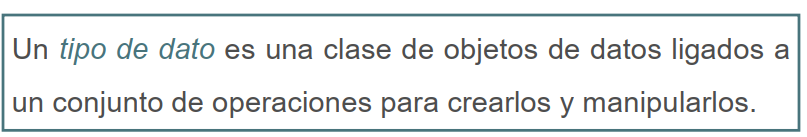 Un tipo de dato es una clase de objetos de datos ligados a
un conjunto de operaciones para crearlos y manipularlos.